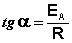 tg α = E_A / R